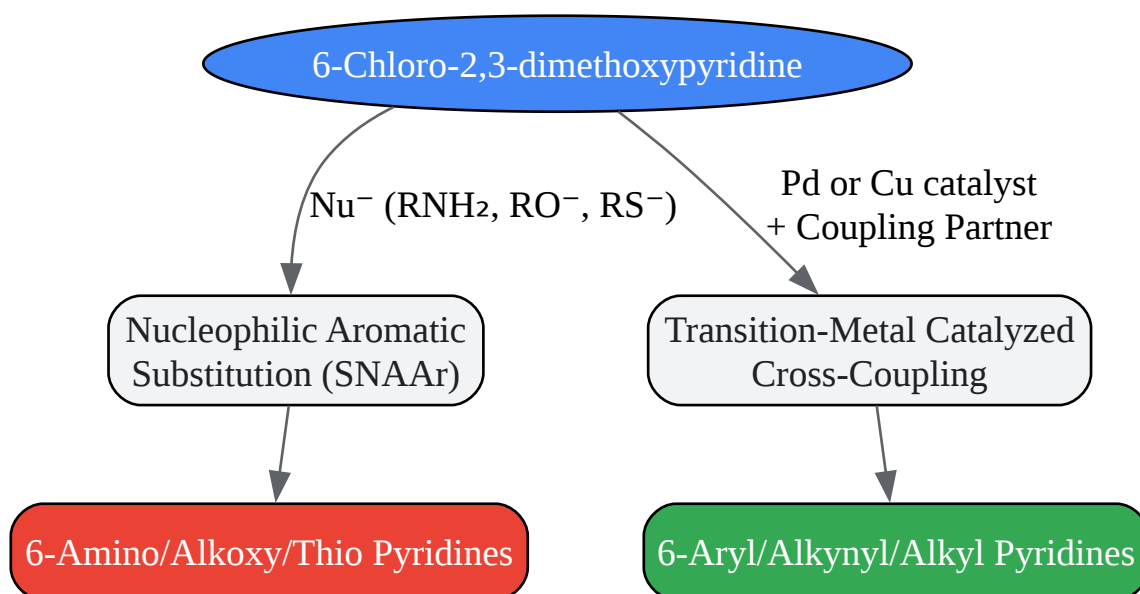 6-Chloro-2,3-dimethoxypyridine
Nu⁻ (RNH₂, RO⁻, RS⁻)
Pd or Cu catalyst
+ Coupling Partner
Nucleophilic Aromatic
Substitution (SNAAr)
Transition-Metal Catalyzed
Cross-Coupling
6-Amino/Alkoxy/Thio Pyridines
6-Aryl/Alkynyl/Alkyl Pyridines